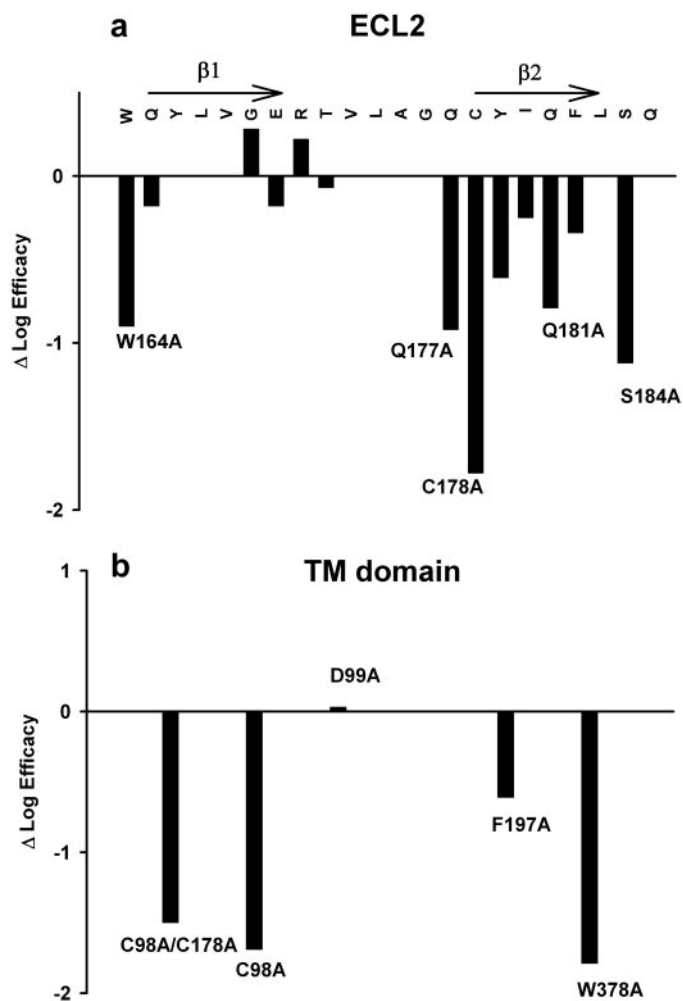 a ECL2
β1 β2
W Q Y L V G E R T V L A G Q C Y I Q F L S Q
0
-1
-2
Δ Log Efficacy
W164A
Q177A
Q181A
S184A
C178A
b TM domain
1
0
-1
-2
Δ Log Efficacy
D99A
F197A
C98A/C178A
C98A
W378A